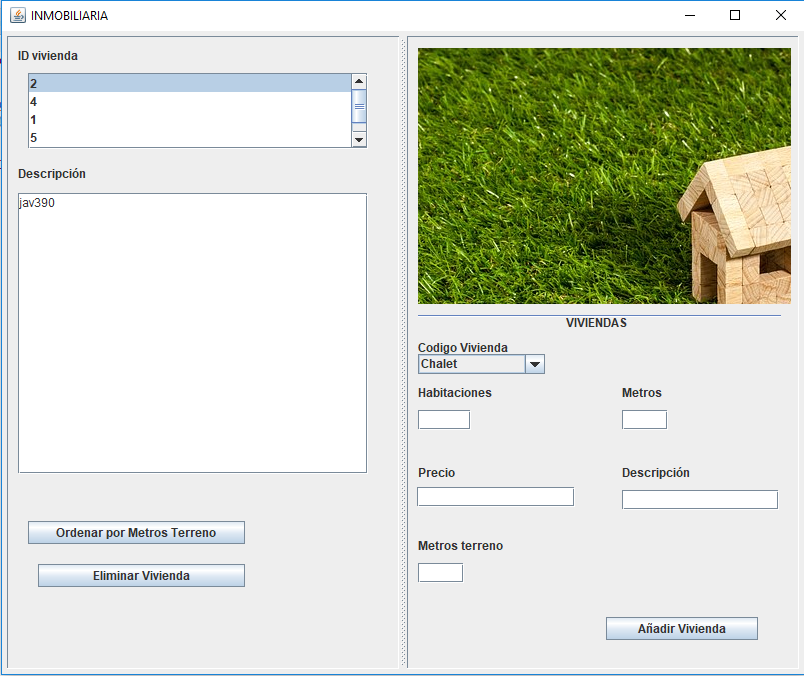 INMOBILIARIA
ID vivienda
2
4
1
5
Descripción
jav390
Ordenar por Metros Terreno
Eliminar Vivienda
VIVIENDAS
Codigo Vivienda
Chalet
Habitaciones
Metros
Precio
Descripción
Metros terreno
Añadir Vivienda